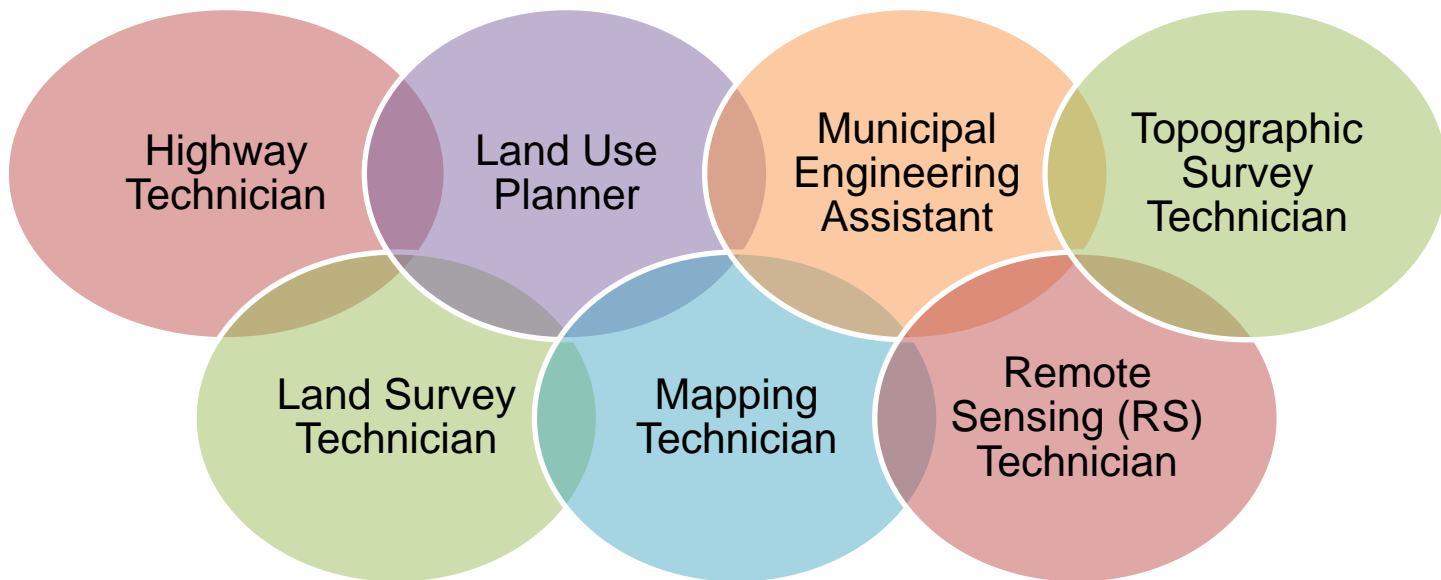 Highway
Technician
Land Use
Planner
Municipal
Engineering
Assistant
Topographic
Survey
Technician
Land Survey
Technician
Mapping
Technician
Remote
Sensing (RS)
Technician